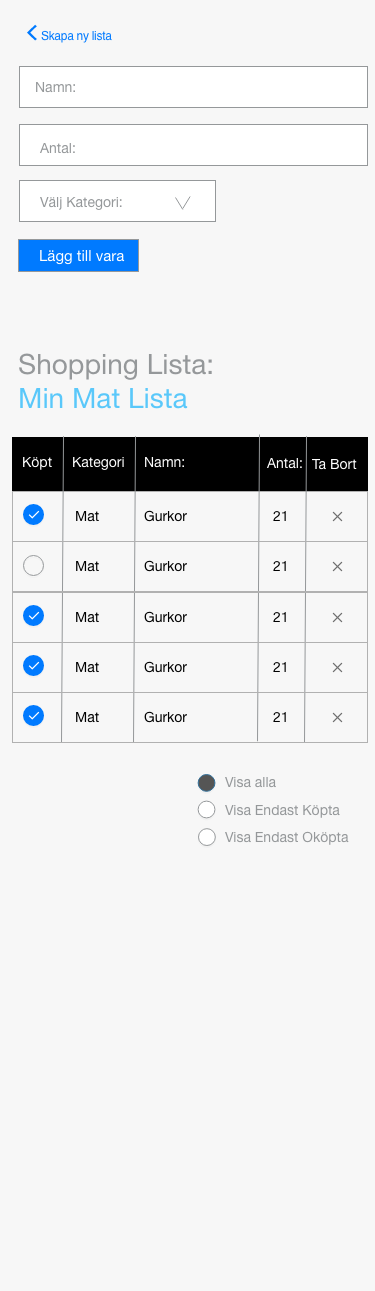 Skapa ny lista
Namn:
Antal:
Välj Kategori:
Lägg till vara
Shopping Lista:
Min Mat Lista
Köpt Kategori Namn: Antal: Ta Bort
Mat Gurkor 21
Mat Gurkor 21
Mat Gurkor 21
Mat Gurkor 21
Mat Gurkor 21
Visa alla
Visa Endast Köpta
Visa Endast Oköpta